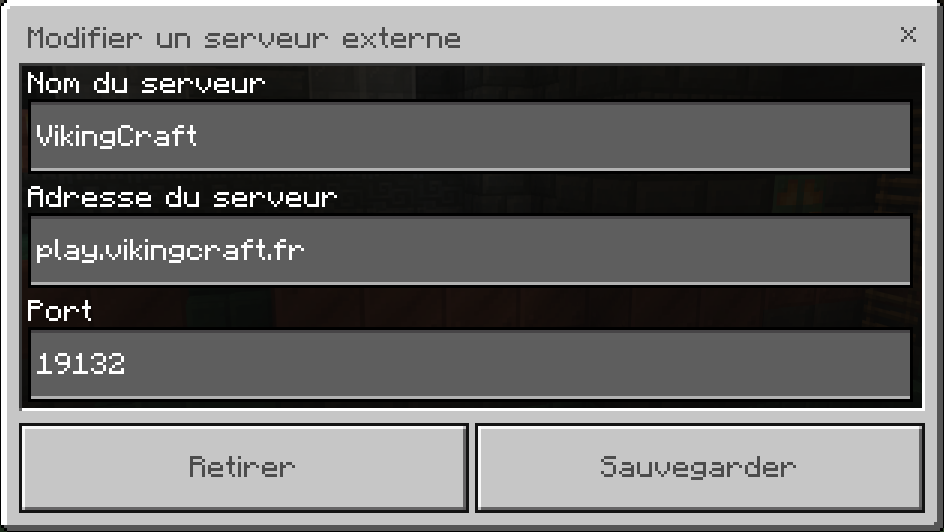 Modifier un serveur externe
Nom du serveur
VikingCraft
Adresse du serveur
play.vikingcraft.fr
Port
19132
Retirer
Sauvegarder